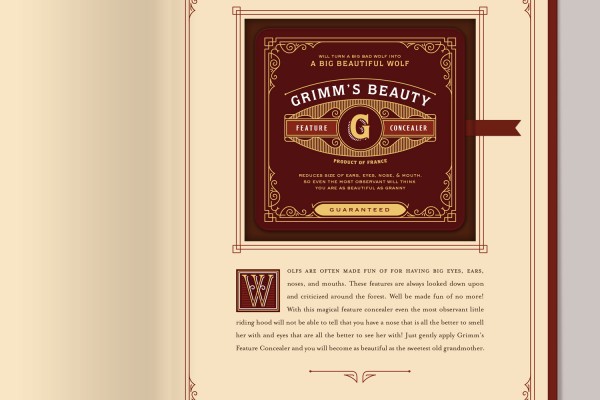 WILL TURN A BIG BAD WOLF INTO
A BIG BEAUTIFUL WOLF
GRIMM'S BEAUTY
FEATURE G CONCEALER
PRODUCT OF FRANCE
REDUCES SIZE OF EARS, EYES, NOSE, & MOUTH.
SO EVEN THE MOST OBSERVANT WILL THINK
YOU ARE AS BEAUTIFUL AS GRANNY
GUARANTEED
WOLFS ARE OFTEN MADE FUN OF FOR HAVING BIG EYES, EARS,
noses, and mouths. These features are always looked down upon
and criticized around the forest. Well be made fun of no more!
With this magical feature concealer even the most observant little
riding hood will not be able to tell that you have a nose that is all the better to smell
her with and eyes that are all the better to see her with! Just gently apply Grimm's
Feature Concealer and you will become as beautiful as the sweetest old grandmother.